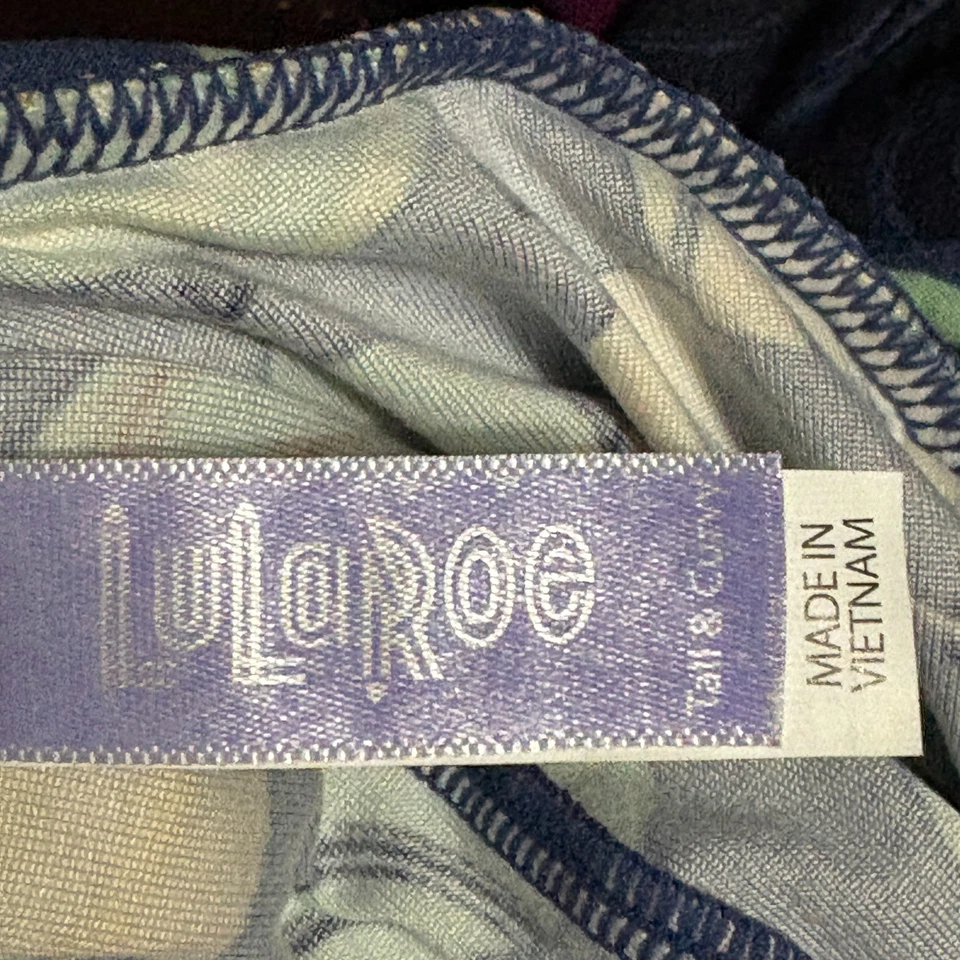 LuLaRoe
Tall & Curvy
MADE IN
VIETNAM